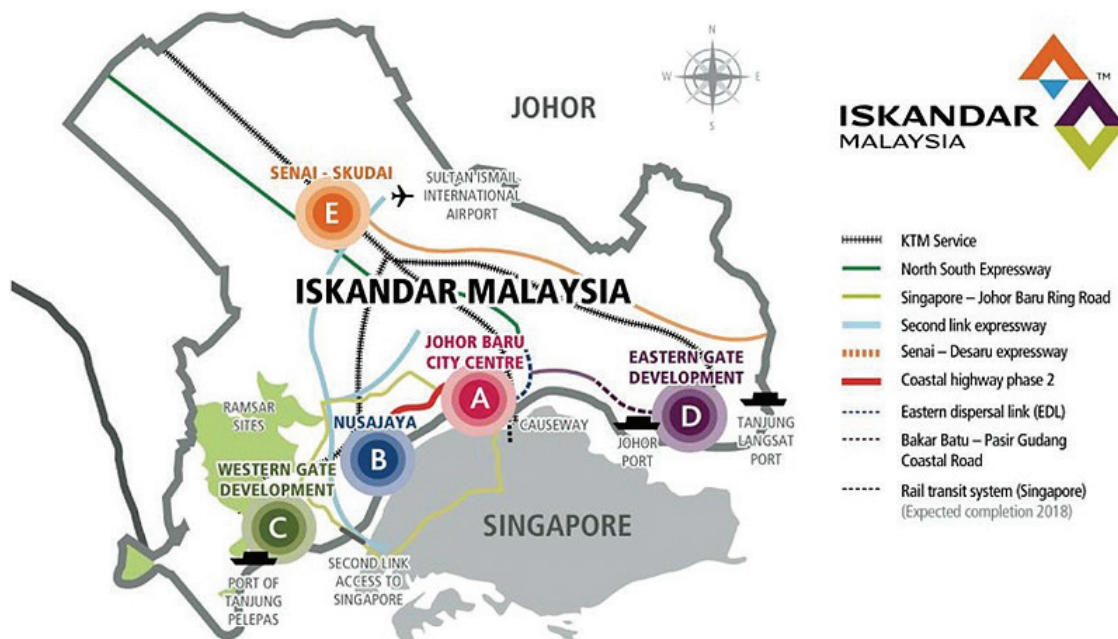 N
W
E
S
JOHOR
TM
ISKANDAR
MALAYSIA
SENAI - SKUDAI
E
SULTAN ISMAIL
INTERNATIONAL
AIRPORT
ISKANDAR MALAYSIA
JOHOR BARU
CITY CENTRE
A
EASTERN GATE
DEVELOPMENT
D
RAMSAR
SITES
NUSAJAYA
B
CAUSEWAY
JOHOR
PORT
TANJUNG
LANGSAT
PORT
WESTERN GATE
DEVELOPMENT
C
SINGAPORE
PORT OF
TANJUNG
PELEPAS
SECOND LINK
ACCESS TO
SINGAPORE
KTM Service
North South Expressway
Singapore – Johor Baru Ring Road
Second link expressway
Senai – Desaru expressway
Coastal highway phase 2
Eastern dispersal link (EDL)
Bakar Batu – Pasir Gudang
Coastal Road
Rail transit system (Singapore)
(Expected completion 2018)